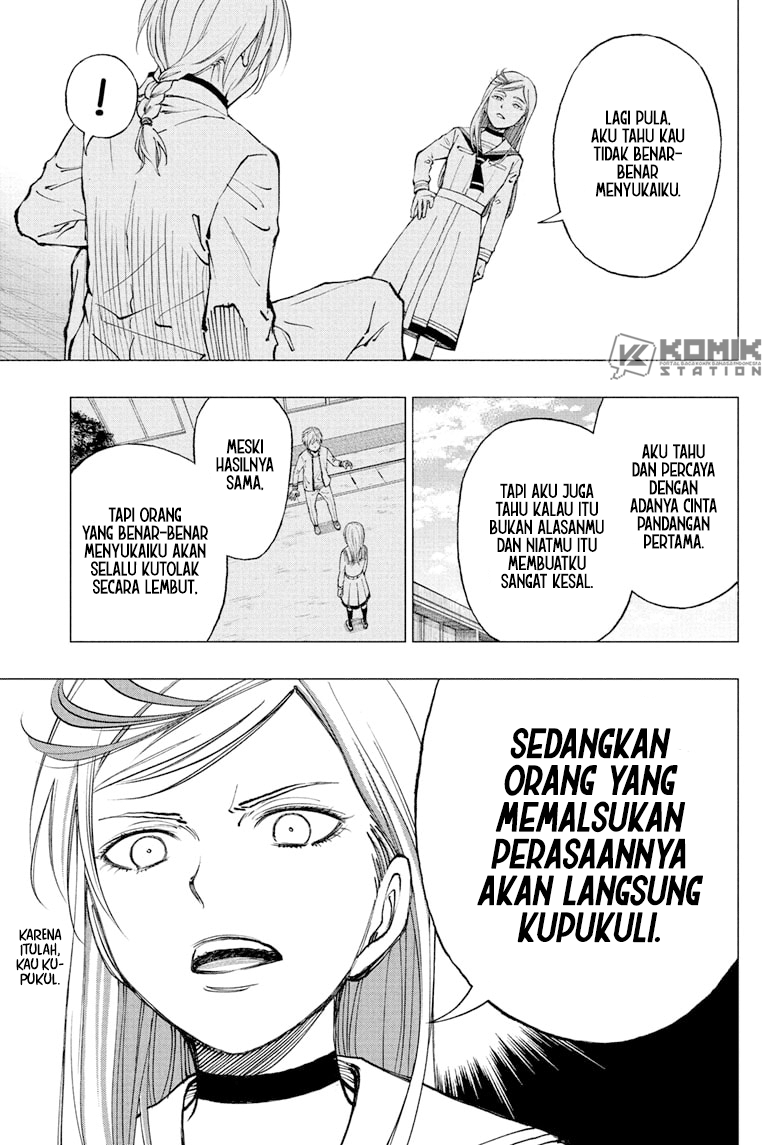 LAGI PULA,
AKU TAHU KAU
TIDAK BENAR-
BENAR
MENYUKAIKU.
!
KOMIK
STATION
AKU TAHU
DAN PERCAYA
DENGAN
ADANYA CINTA
PANDANGAN
PERTAMA.
TAPI AKU JUGA
TAHU KALAU ITU
BUKAN ALASANMU
DAN NIATMU ITU
MEMBUATKU
SANGAT KESAL.
MESKI
HASILNYA
SAMA,
TAPI ORANG
YANG BENAR-BENAR
MENYUKAIKU AKAN
SELALU KUTOLAK
SECARA LEMBUT,
SEDANGKAN
ORANG YANG
MEMALSUKAN
PERASAANNYA
AKAN LANGSUNG
KUPUKULI.
KARENA
ITULAH,
KAU KU-
PUKUL.